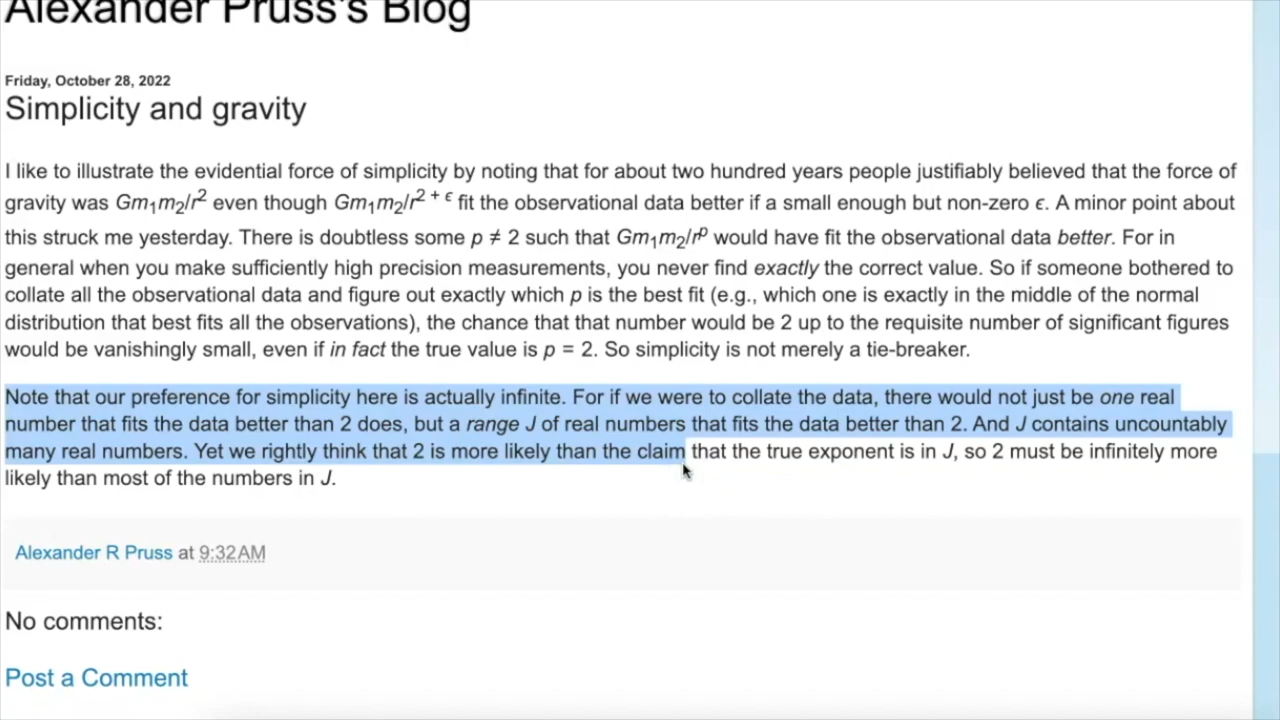 Alexander Pruss's Blog
Friday, October 28, 2022
Simplicity and gravity
I like to illustrate the evidential force of simplicity by noting that for about two hundred years people justifiably believed that the force of
gravity was Gm₁m₂/r² even though Gm₁m₂/r²⁺ᵋ fit the observational data better if a small enough but non-zero ϵ. A minor point about
this struck me yesterday. There is doubtless some p ≠ 2 such that Gm₁m₂/rᵖ would have fit the observational data better. For in
general when you make sufficiently high precision measurements, you never find exactly the correct value. So if someone bothered to
collate all the observational data and figure out exactly which p is the best fit (e.g., which one is exactly in the middle of the normal
distribution that best fits all the observations), the chance that that number would be 2 up to the requisite number of significant figures
would be vanishingly small, even if in fact the true value is p = 2. So simplicity is not merely a tie-breaker.
Note that our preference for simplicity here is actually infinite. For if we were to collate the data, there would not just be one real
number that fits the data better than 2 does, but a range J of real numbers that fits the data better than 2. And J contains uncountably
many real numbers. Yet we rightly think that 2 is more likely than the claim that the true exponent is in J, so 2 must be infinitely more
likely than most of the numbers in J.
Alexander R Pruss at 9:32 AM
No comments:
Post a Comment